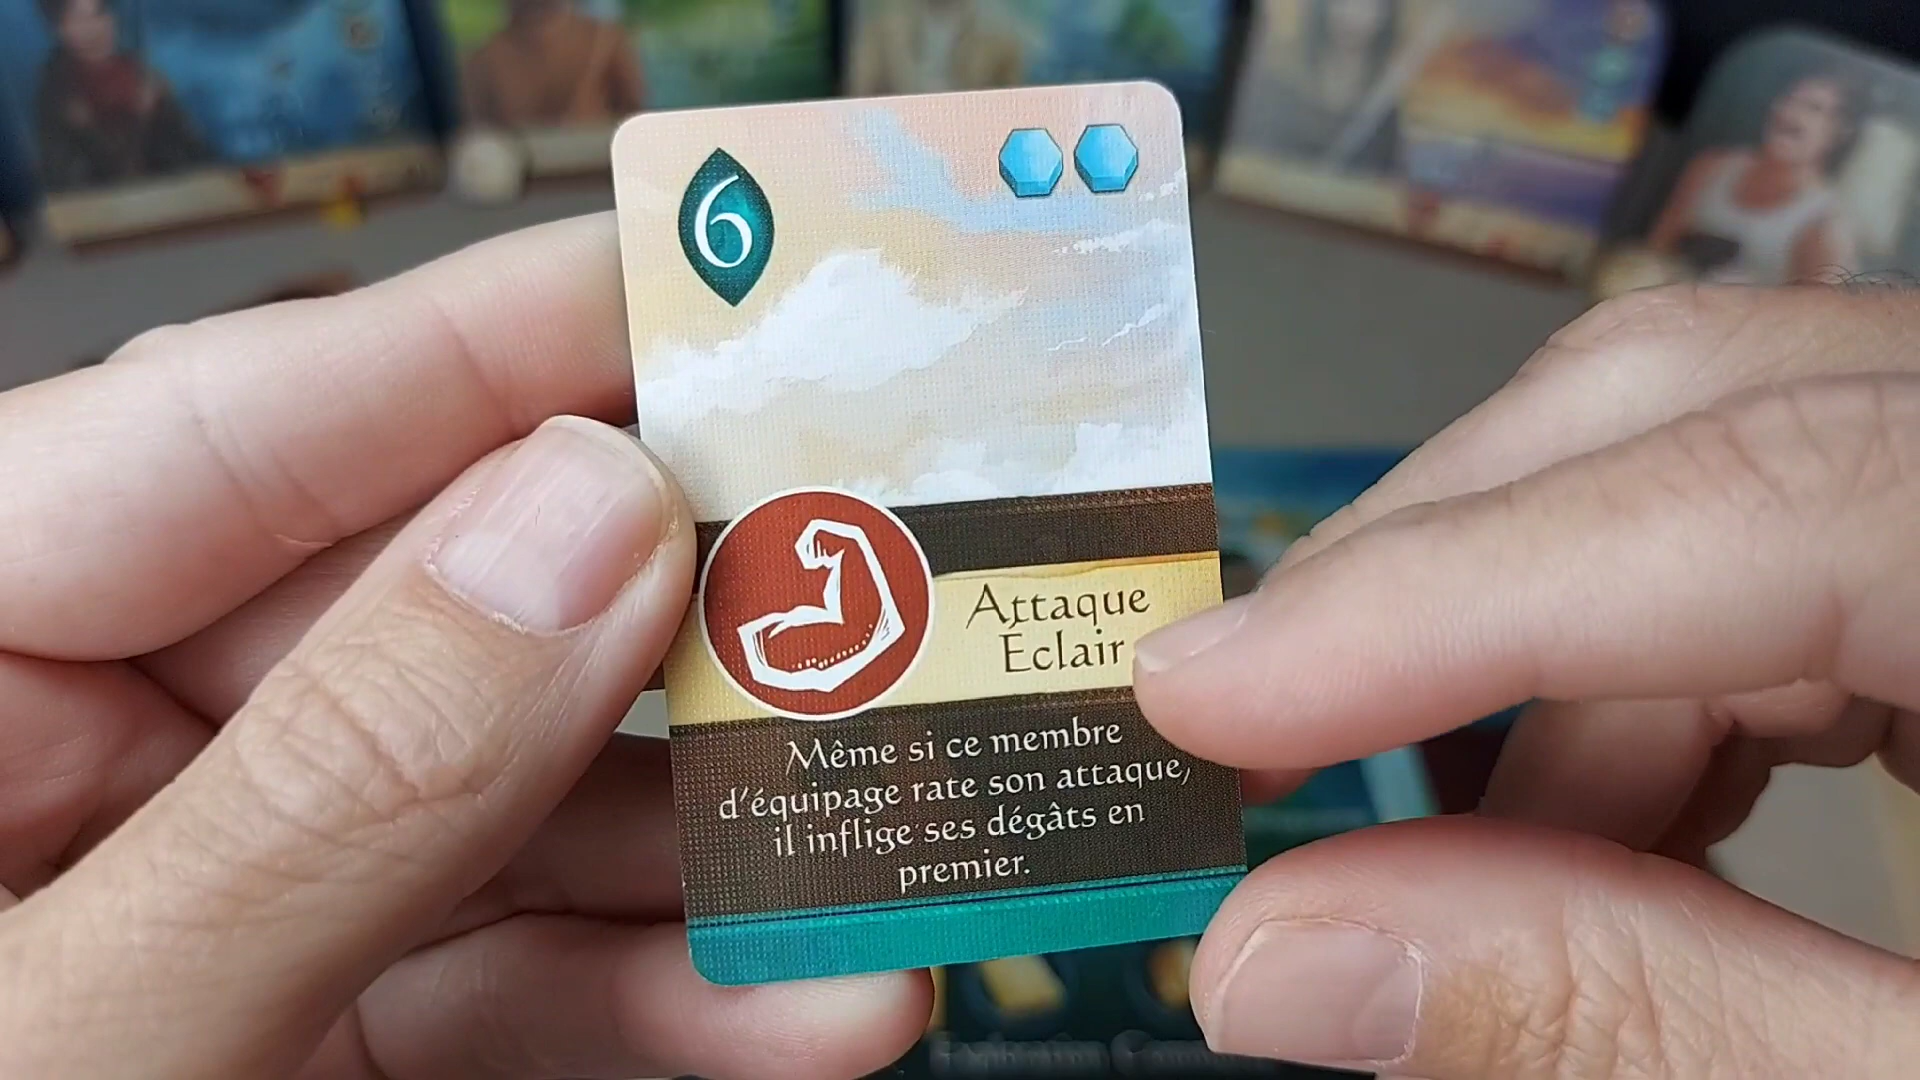 6
Attaque
Eclair
Même si ce membre
d'équipage rate son attaque,
il inflige ses dégâts en
premier.